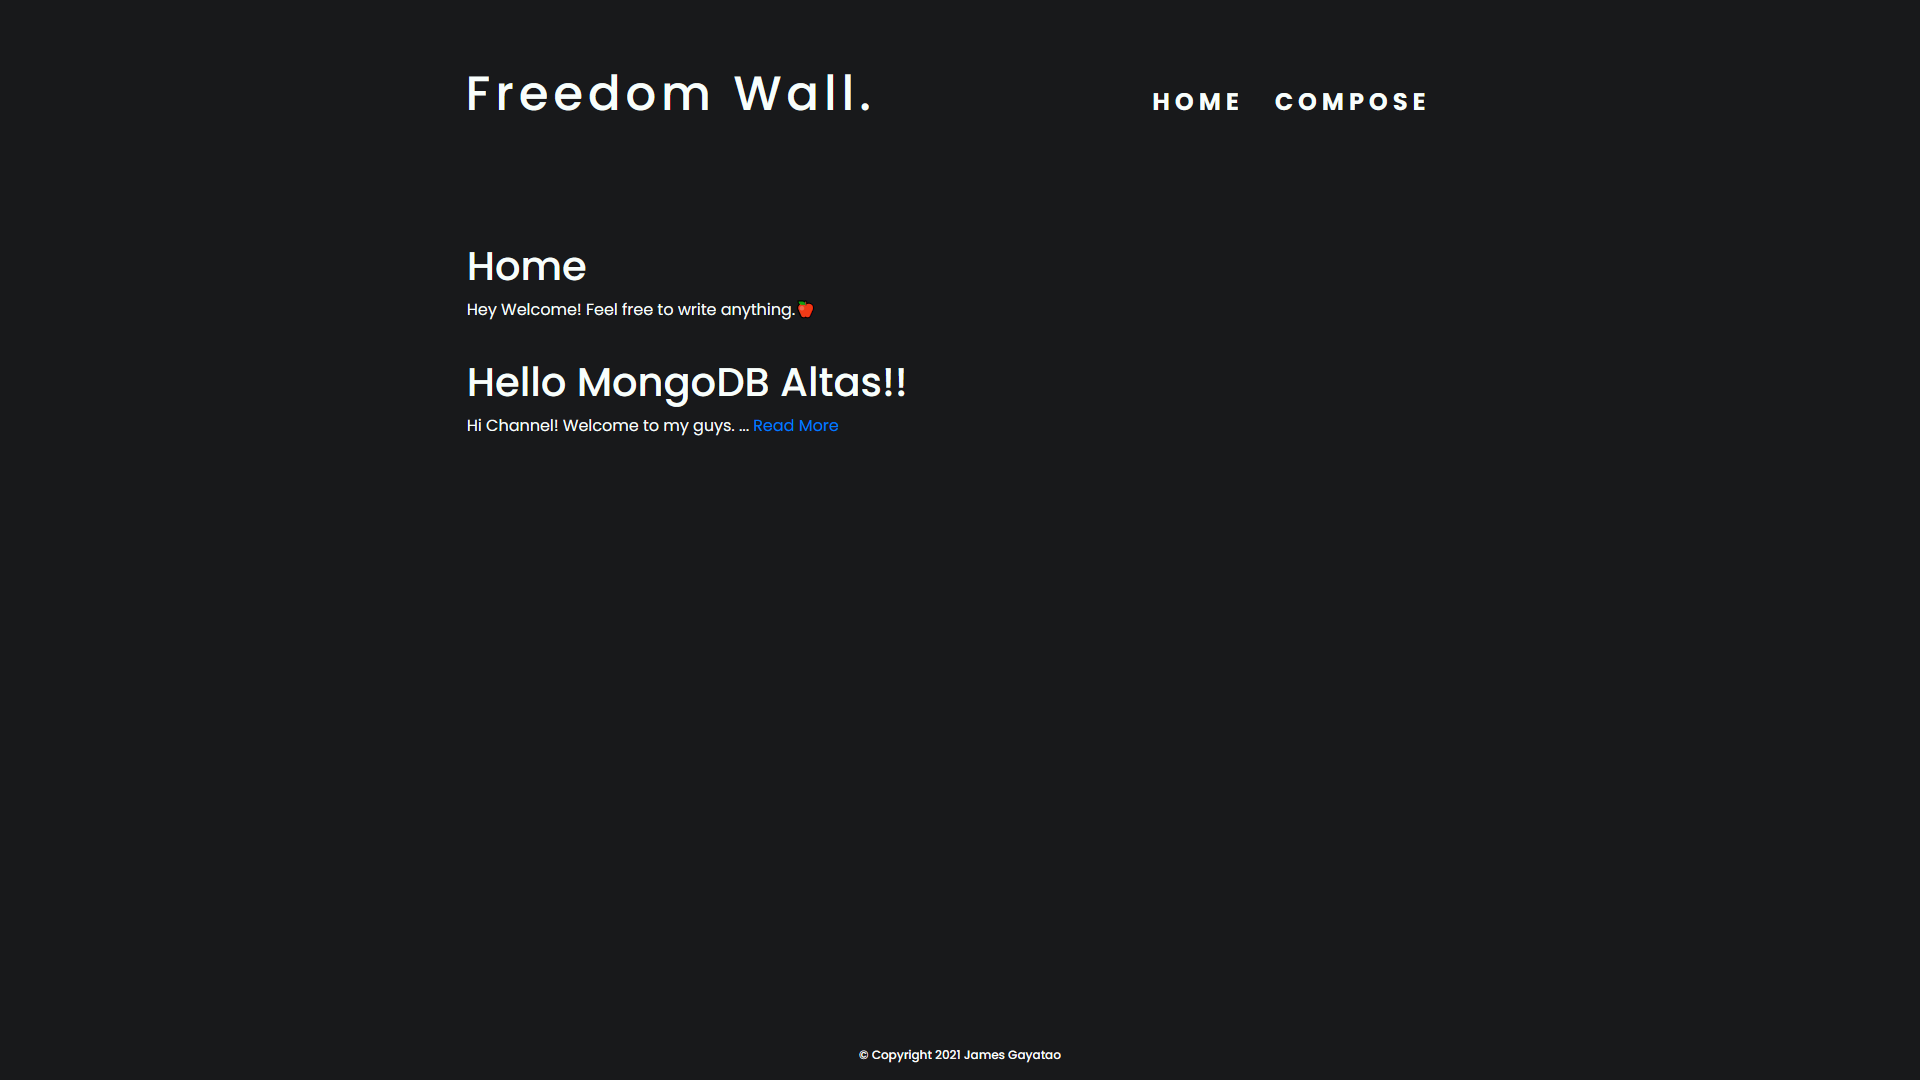 Freedom Wall.
HOME COMPOSE
Home
Hey Welcome! Feel free to write anything.🍎
Hello MongoDB Altas!!
Hi Channel! Welcome to my guys. ... Read More
© Copyright 2021 James Gayatao